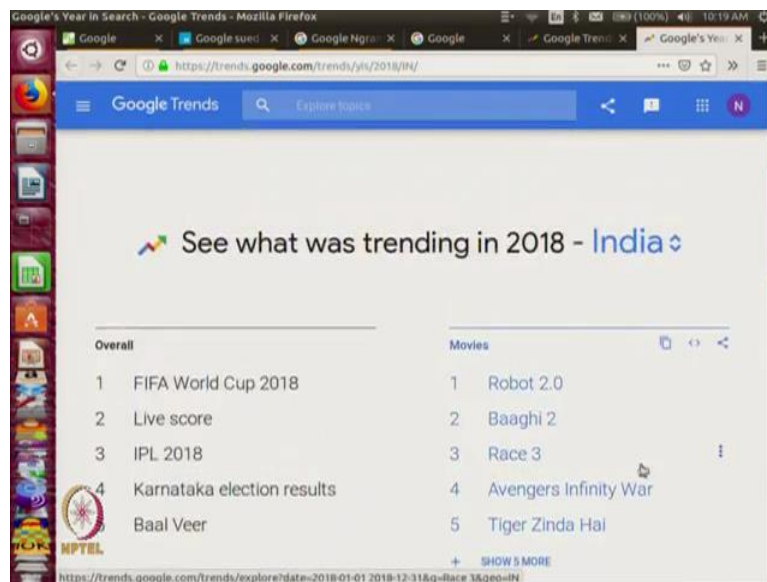 Google's Year in Search - Google Trends - Mozilla Firefox
En
(100%)
10:19 AM
Google
Google sued
Google Ngra
Google
Google Trend
Google's Yea
https://trends.google.com/trends/yis/2018/IN/
Google Trends
Explore topics
N
See what was trending in 2018 - India
Overall
1 FIFA World Cup 2018
2 Live score
3 IPL 2018
4 Karnataka election results
5 Baal Veer
Movies
1 Robot 2.0
2 Baaghi 2
3 Race 3
4 Avengers Infinity War
5 Tiger Zinda Hai
+ SHOW 5 MORE
NPTEL
https://trends.google.com/trends/explore?date=2018-01-01 2018-12-31&q=Race 3&geo=IN